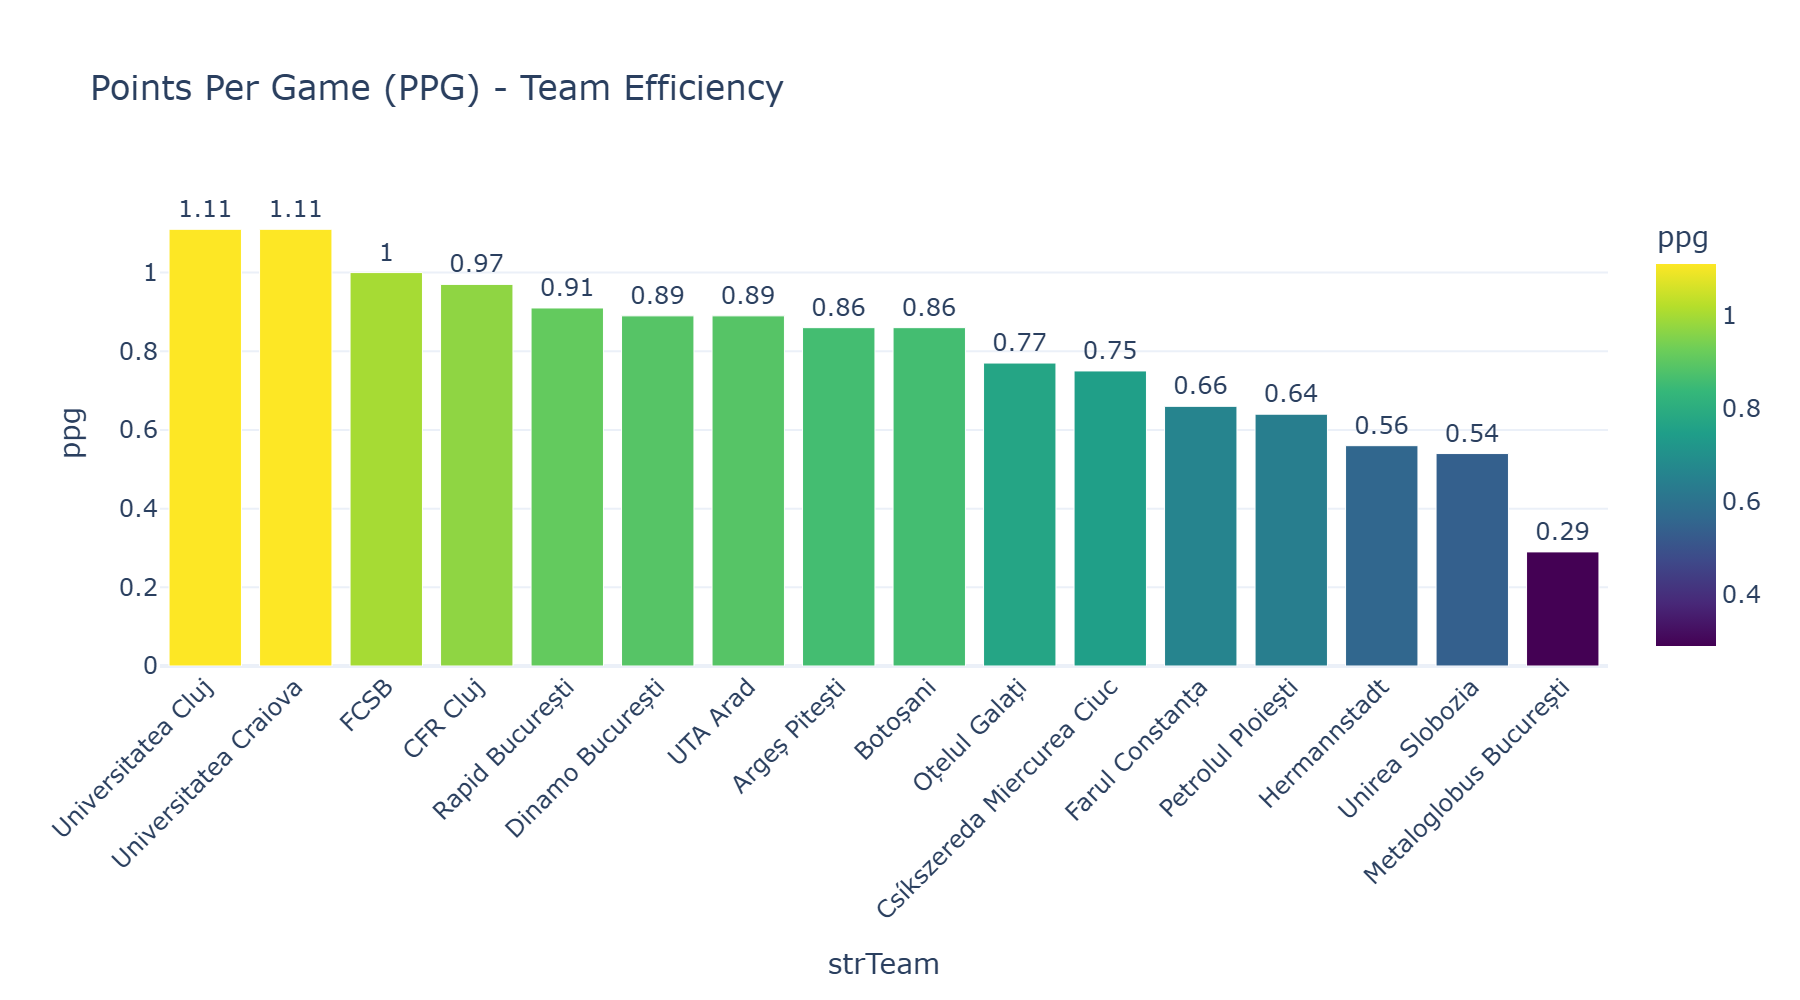 Points Per Game (PPG) - Team Efficiency
1.11
1.11
1
0.97
0.91
0.89
0.89
0.86
0.86
0.77
0.75
0.66
0.64
0.56
0.54
0.29
ppg
1
0.8
0.6
0.4
0.2
0
Universitatea Cluj
Universitatea Craiova
FCSB
CFR Cluj
Rapid București
Dinamo București
UTA Arad
Argeș Pitești
Botoșani
Oțelul Galați
Csíkszereda Miercurea Ciuc
Farul Constanța
Petrolul Ploiești
Hermannstadt
Unirea Slobozia
Metaloglobus București
strTeam
ppg
1
0.8
0.6
0.4